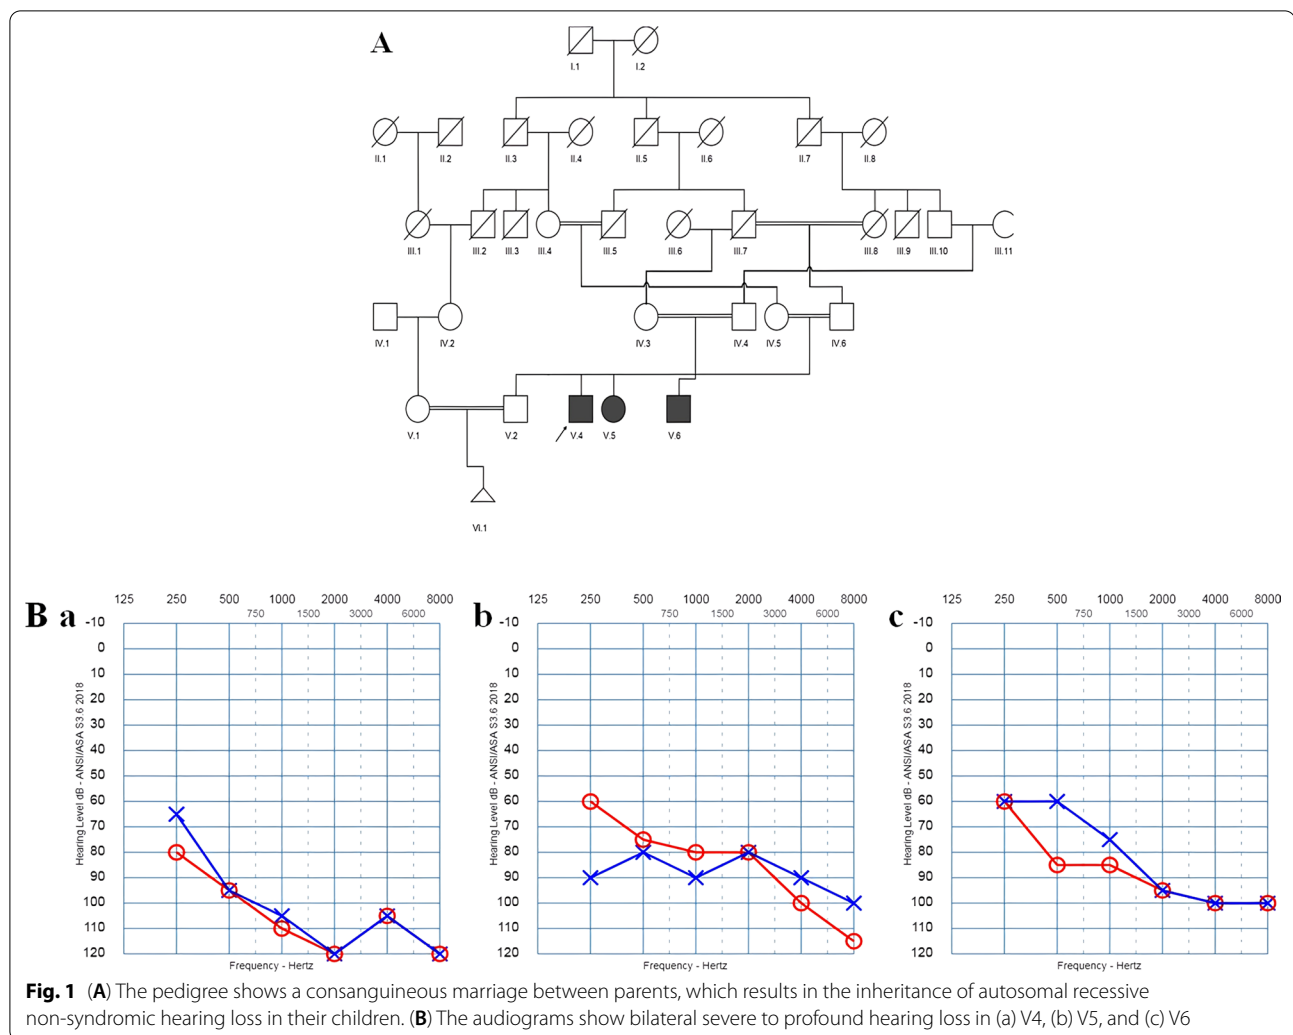 A
I.1 I.2
II.1 II.2 II.3 II.4 II.5 II.6 II.7 II.8
III.1 III.2 III.3 III.4 III.5 III.6 III.7 III.8 III.9 III.10 III.11
IV.1 IV.2 IV.3 IV.4 IV.5 IV.6
V.1 V.2 V.4 V.5 V.6
VI.1
B a
125 250 500 1000 2000 4000 8000
750 1500 3000 6000
-10
0
10
20
30
40
50
60
70
80
90
100
110
120
Hearing Level dB - ANSI/ASA S3.6 2018
Frequency - Hertz
b
125 250 500 1000 2000 4000 8000
750 1500 3000 6000
-10
0
10
20
30
40
50
60
70
80
90
100
110
120
Hearing Level dB - ANSI/ASA S3.6 2018
Frequency - Hertz
c
125 250 500 1000 2000 4000 8000
750 1500 3000 6000
-10
0
10
20
30
40
50
60
70
80
90
100
110
120
Hearing Level dB - ANSI/ASA S3.6 2018
Frequency - Hertz
Fig. 1 (A) The pedigree shows a consanguineous marriage between parents, which results in the inheritance of autosomal recessive
non-syndromic hearing loss in their children. (B) The audiograms show bilateral severe to profound hearing loss in (a) V4, (b) V5, and (c) V6